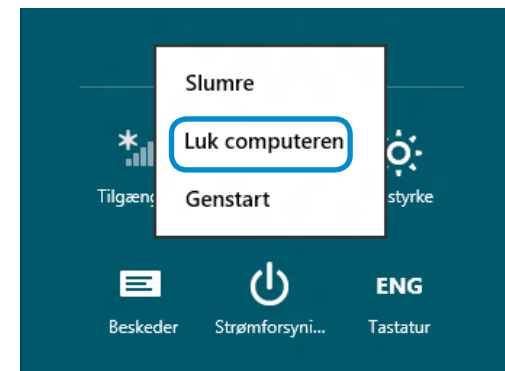 Slumre
Luk computeren
Tilgæng styrke
Genstart
ENG
Beskeder Strømforsyni... Tastatur